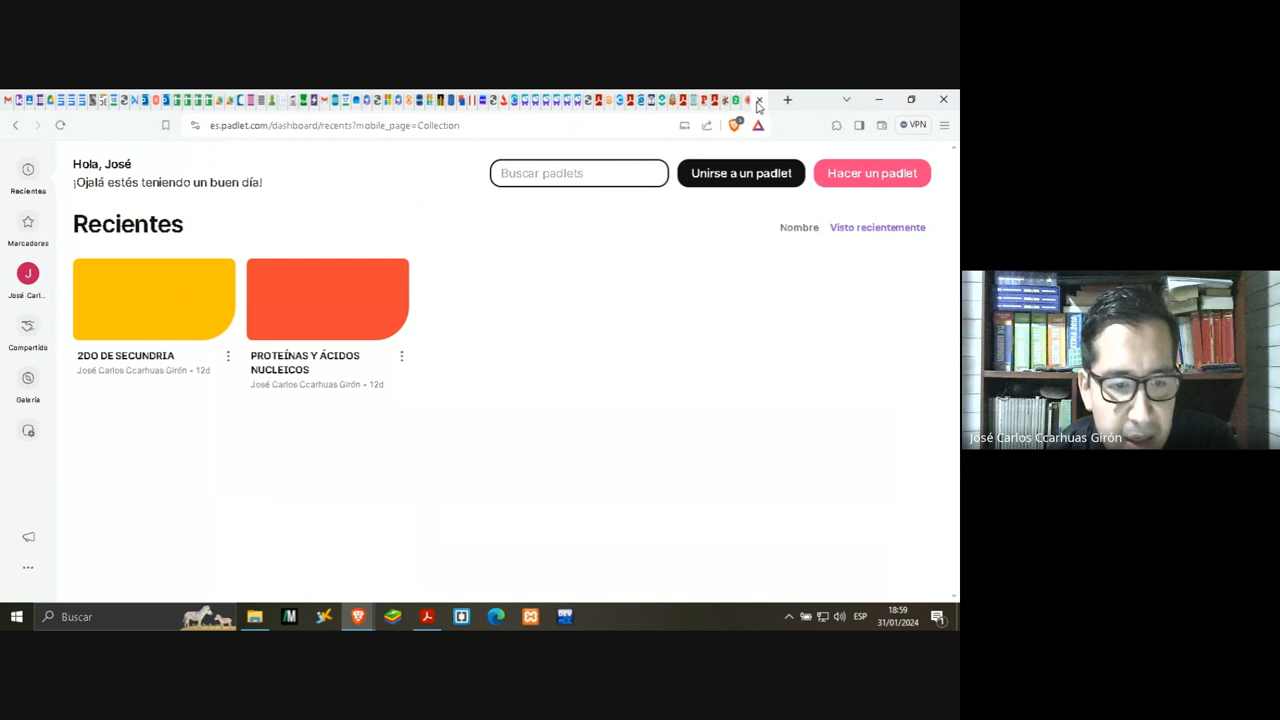 es.padlet.com/dashboard/recents?mobile_page=Collection
VPN
Hola, José
¡Ojalá estés teniendo un buen día!
Buscar padlets
Unirse a un padlet
Hacer un padlet
Recientes
Marcadores
José Carl...
Compartido
Galería
Recientes
Nombre
Visto recientemente
2DO DE SECUNDRIA
José Carlos Ccarhuas Girón • 12d
PROTEÍNAS Y ÁCIDOS
NUCLEICOS
José Carlos Ccarhuas Girón • 12d
José Carlos Ccarhuas Girón
Buscar
DEV
ESP
18:59
31/01/2024